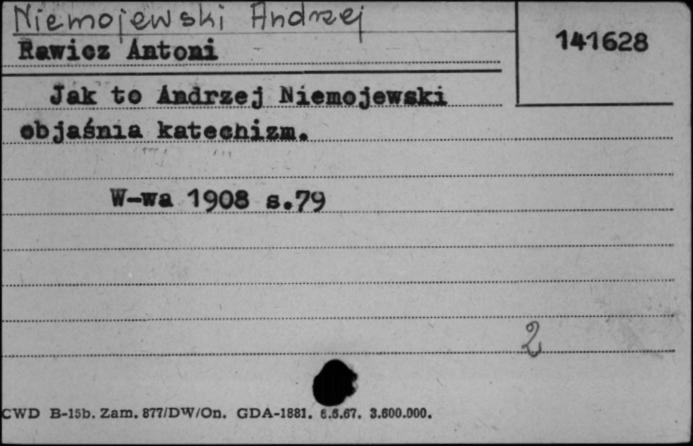 Niemojewski Andrzej
Rawicz Antoni
141628
Jak to Andrzej Niemojewski
objaśnia katechizm.
W-wa 1908 s.79
2
CWD B-15b. Zam. 877/DW/On. GDA-1881. 6.6.67. 3.600.000.